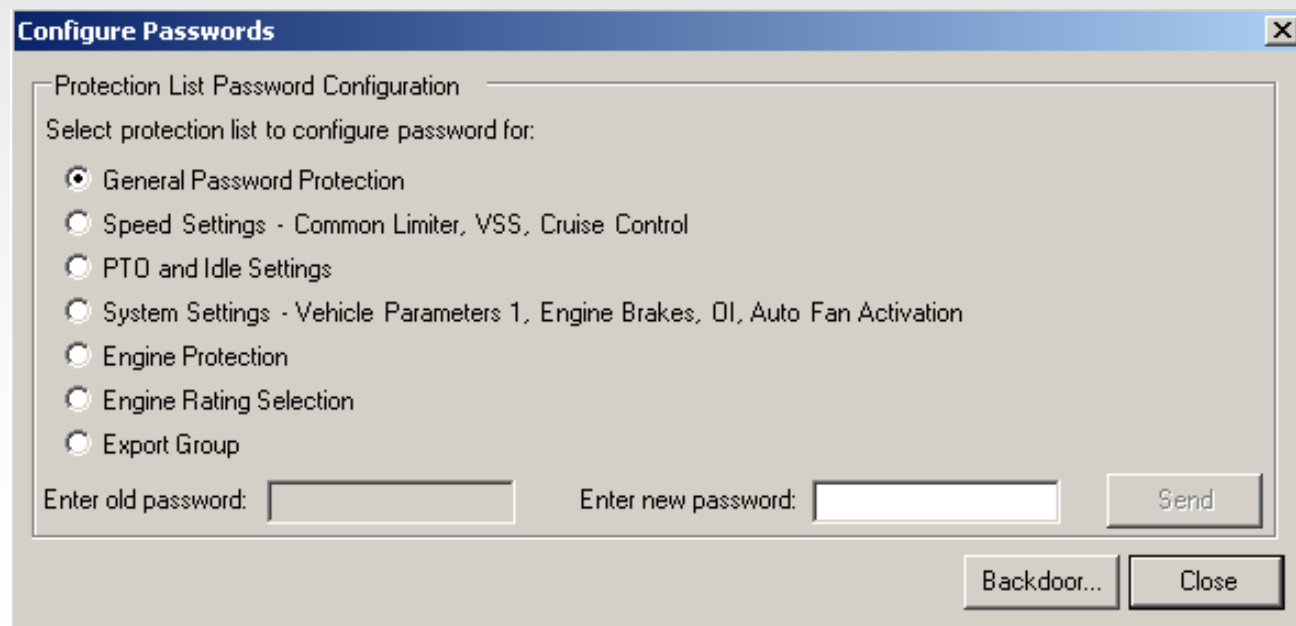 Configure Passwords
Protection List Password Configuration
Select protection list to configure password for:
General Password Protection
Speed Settings - Common Limiter, VSS, Cruise Control
PTO and Idle Settings
System Settings - Vehicle Parameters 1, Engine Brakes, OI, Auto Fan Activation
Engine Protection
Engine Rating Selection
Export Group
Enter old password: Enter new password: Send
Backdoor... Close